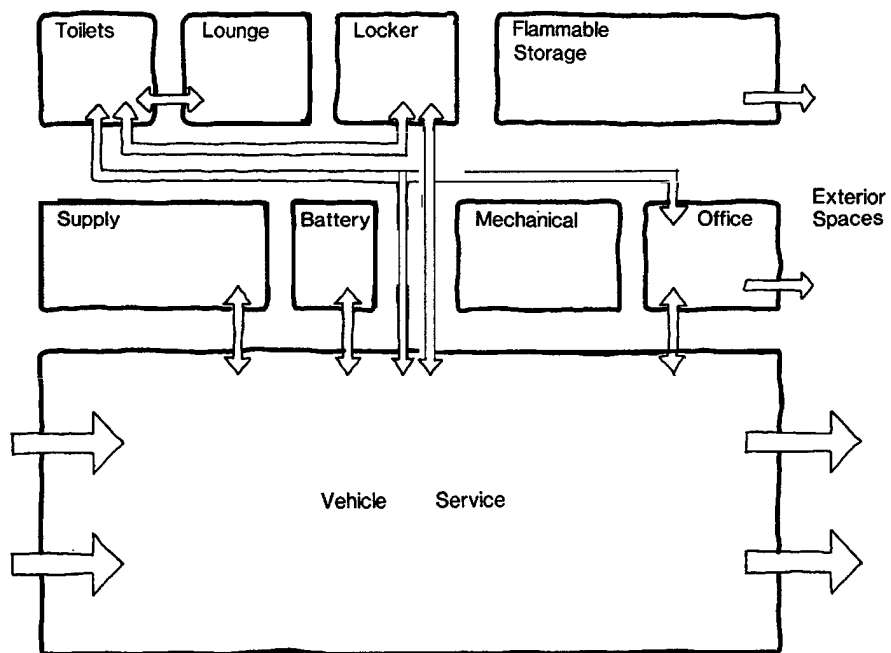 Toilets
Lounge
Locker
Flammable
Storage
Supply
Battery
Mechanical
Office
Exterior
Spaces
Vehicle Service